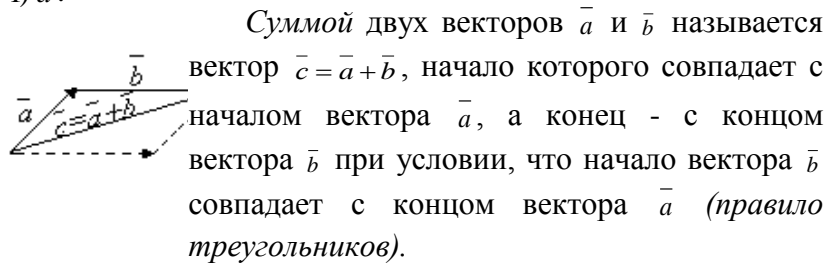 Суммой двух векторов a̅ и b̅ называется
вектор c̅ = a̅ + b̅, начало которого совпадает с
началом вектора a̅, а конец - с концом
вектора b̅ при условии, что начало вектора b̅
совпадает с концом вектора a̅ (правило
треугольников).
b̅
a̅
c̅=a̅+b̅